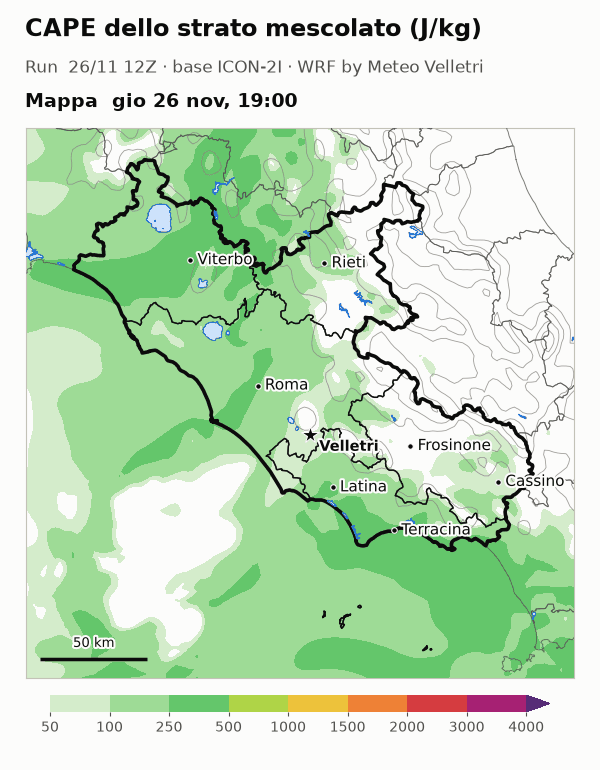 CAPE dello strato mescolato (J/kg)
Run  26/11 12Z · base ICON-2I · WRF by Meteo Velletri
Mappa  gio 26 nov, 19:00
Viterbo
Rieti
Roma
Velletri
Frosinone
Latina
Cassino
Terracina
50 km
50 100 250 500 1000 1500 2000 3000 4000